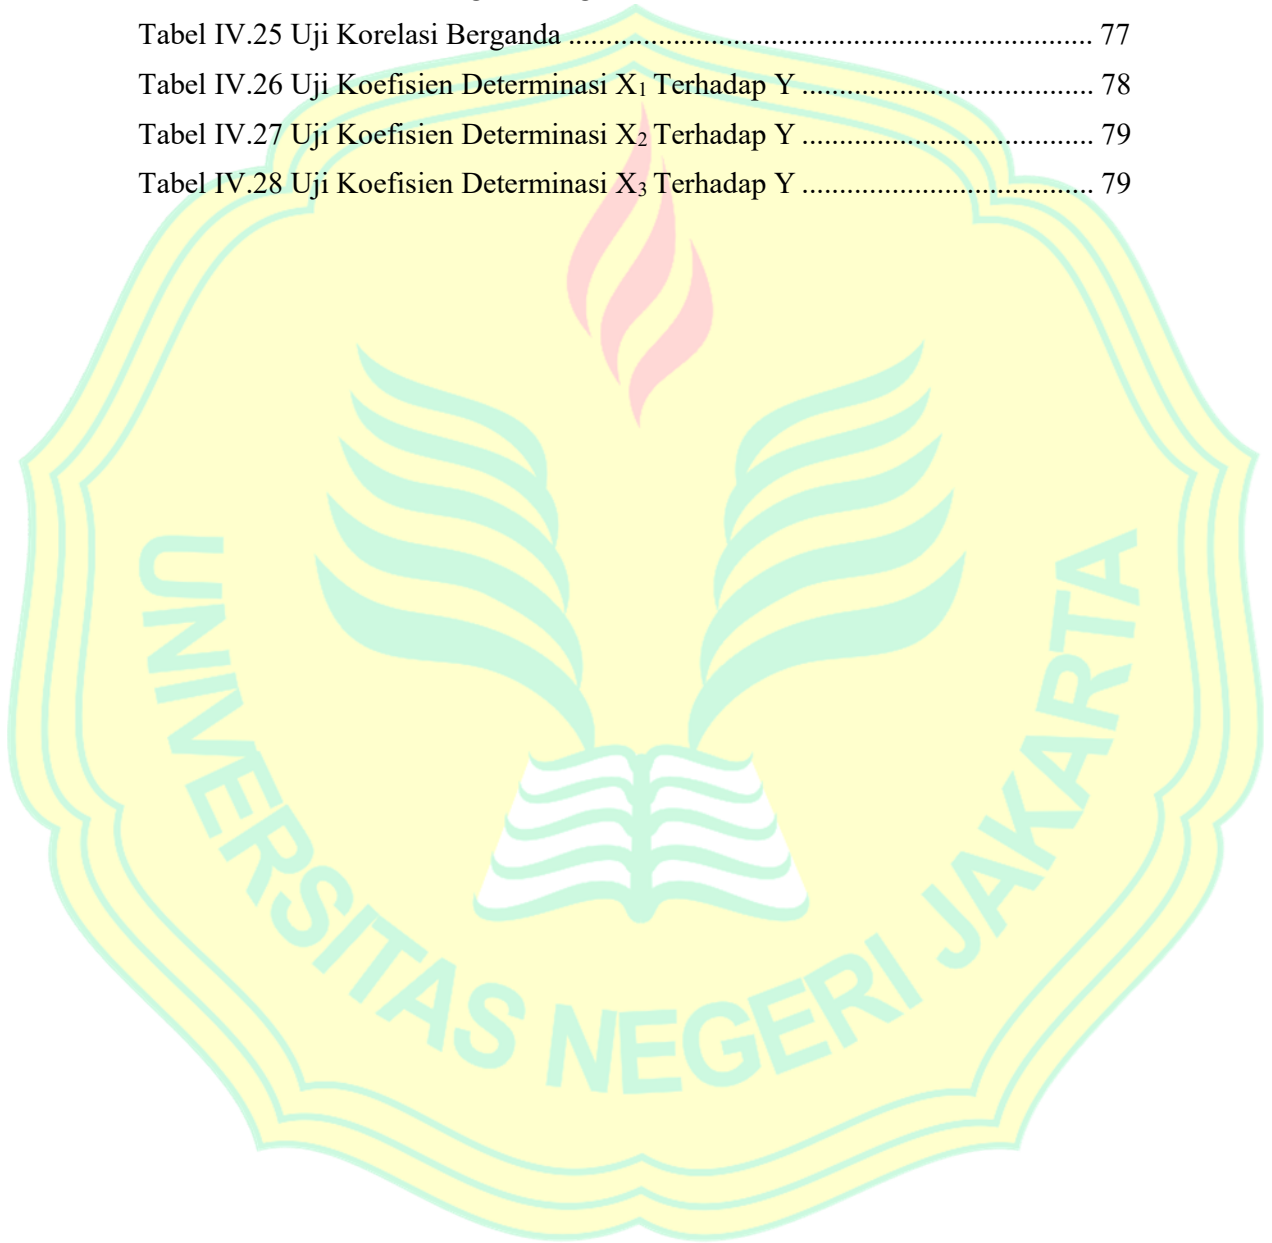 Tabel IV.25 Uji Korelasi Berganda ....................................................................... 77
Tabel IV.26 Uji Koefisien Determinasi X₁ Terhadap Y ....................................... 78
Tabel IV.27 Uji Koefisien Determinasi X₂ Terhadap Y ....................................... 79
Tabel IV.28 Uji Koefisien Determinasi X₃ Terhadap Y ....................................... 79
UNIVERSITAS NEGERI JAKARTA